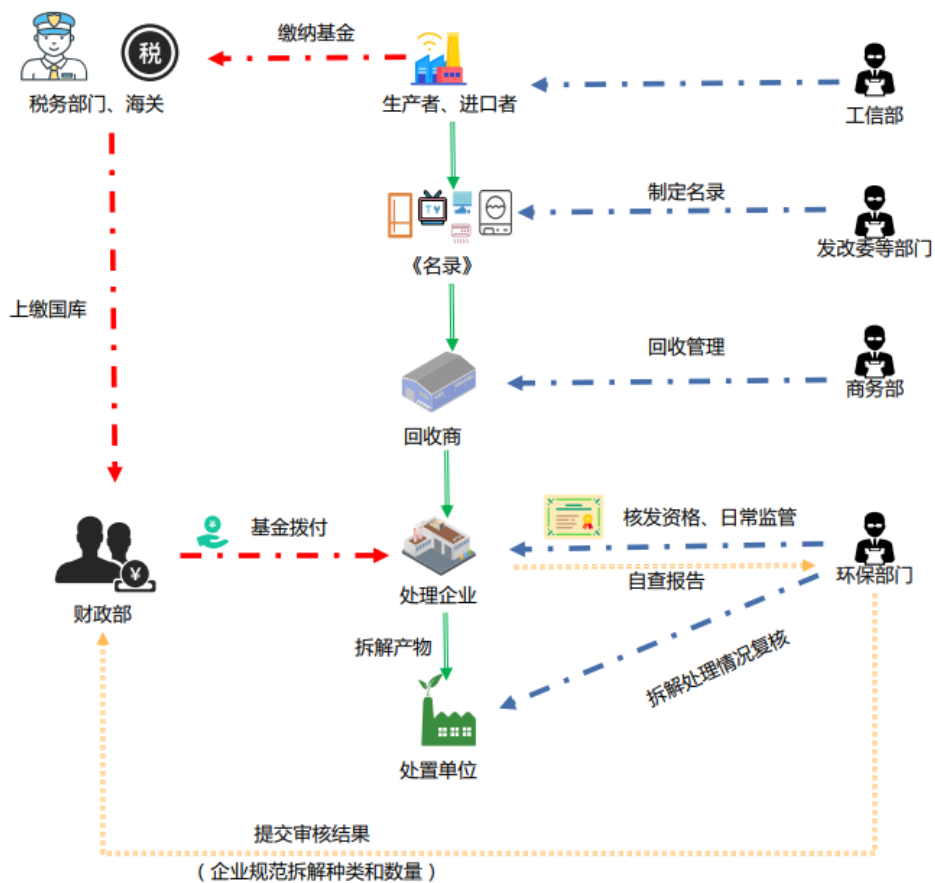 缴纳基金
税
税务部门、海关
生产者、进口者
工信部
制定名录
TV
发改委等部门
《名录》
上缴国库
回收管理
商务部
回收商
核发资格、日常监管
¥
基金拨付
自查报告
环保部门
¥
处理企业
财政部
拆解产物
拆解处理情况复核
处置单位
提交审核结果
（企业规范拆解种类和数量）